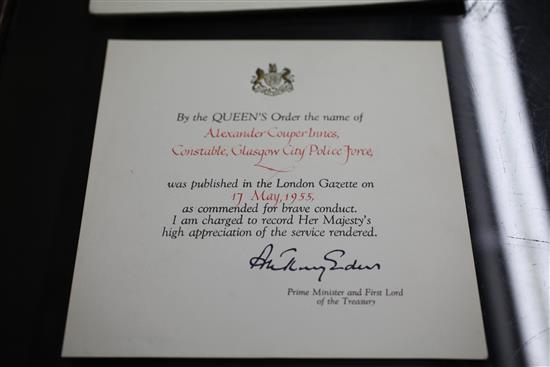 By the QUEEN'S Order the name of
Alexander Couper Innes,
Constable, Glasgow City Police Force,
was published in the London Gazette on
17 May, 1955,
as commended for brave conduct.
I am charged to record Her Majesty's
high appreciation of the service rendered.
Anthony Eden
Prime Minister and First Lord
of the Treasury